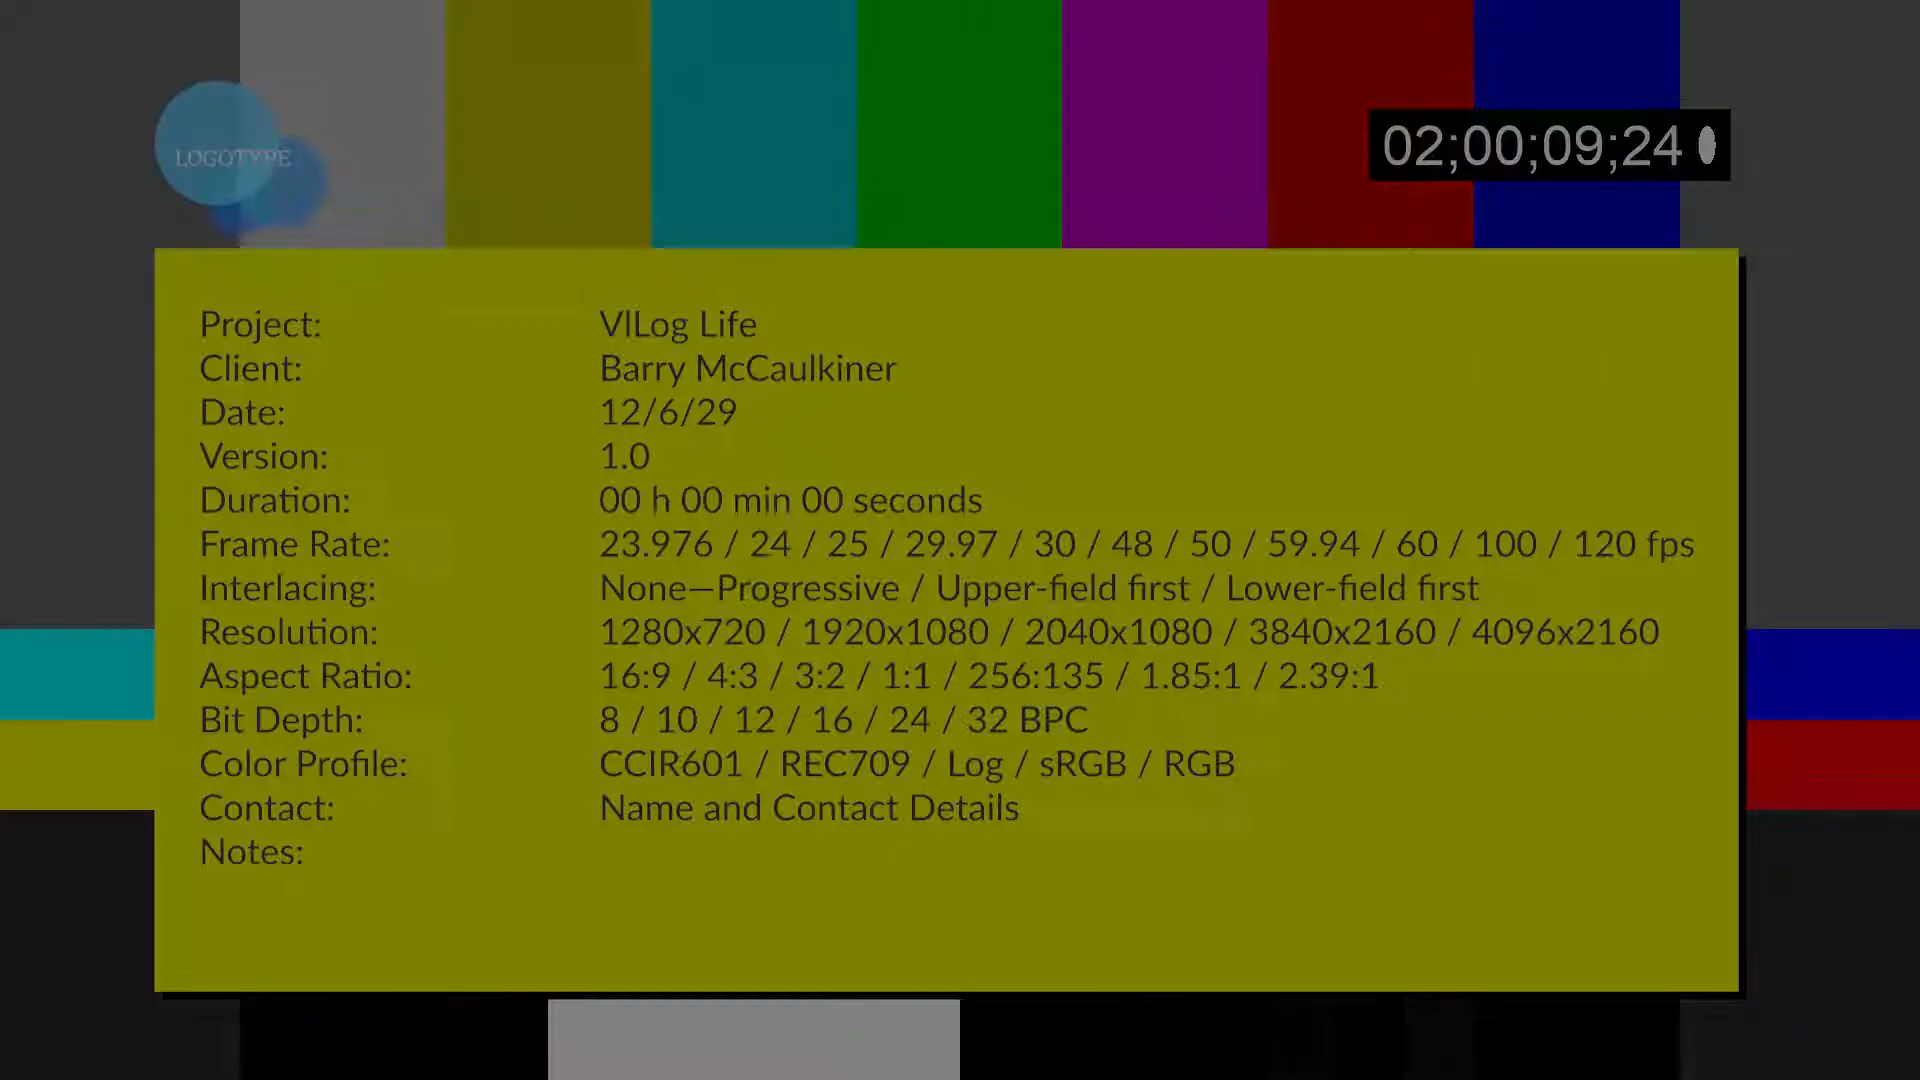 LOGOTYPE
02;00;09;24
Project: VlLog Life
Client: Barry McCaulkiner
Date: 12/6/29
Version: 1.0
Duration: 00 h 00 min 00 seconds
Frame Rate: 23.976 / 24 / 25 / 29.97 / 30 / 48 / 50 / 59.94 / 60 / 100 / 120 fps
Interlacing: None—Progressive / Upper-field first / Lower-field first
Resolution: 1280x720 / 1920x1080 / 2040x1080 / 3840x2160 / 4096x2160
Aspect Ratio: 16:9 / 4:3 / 3:2 / 1:1 / 256:135 / 1.85:1 / 2.39:1
Bit Depth: 8 / 10 / 12 / 16 / 24 / 32 BPC
Color Profile: CCIR601 / REC709 / Log / sRGB / RGB
Contact: Name and Contact Details
Notes: